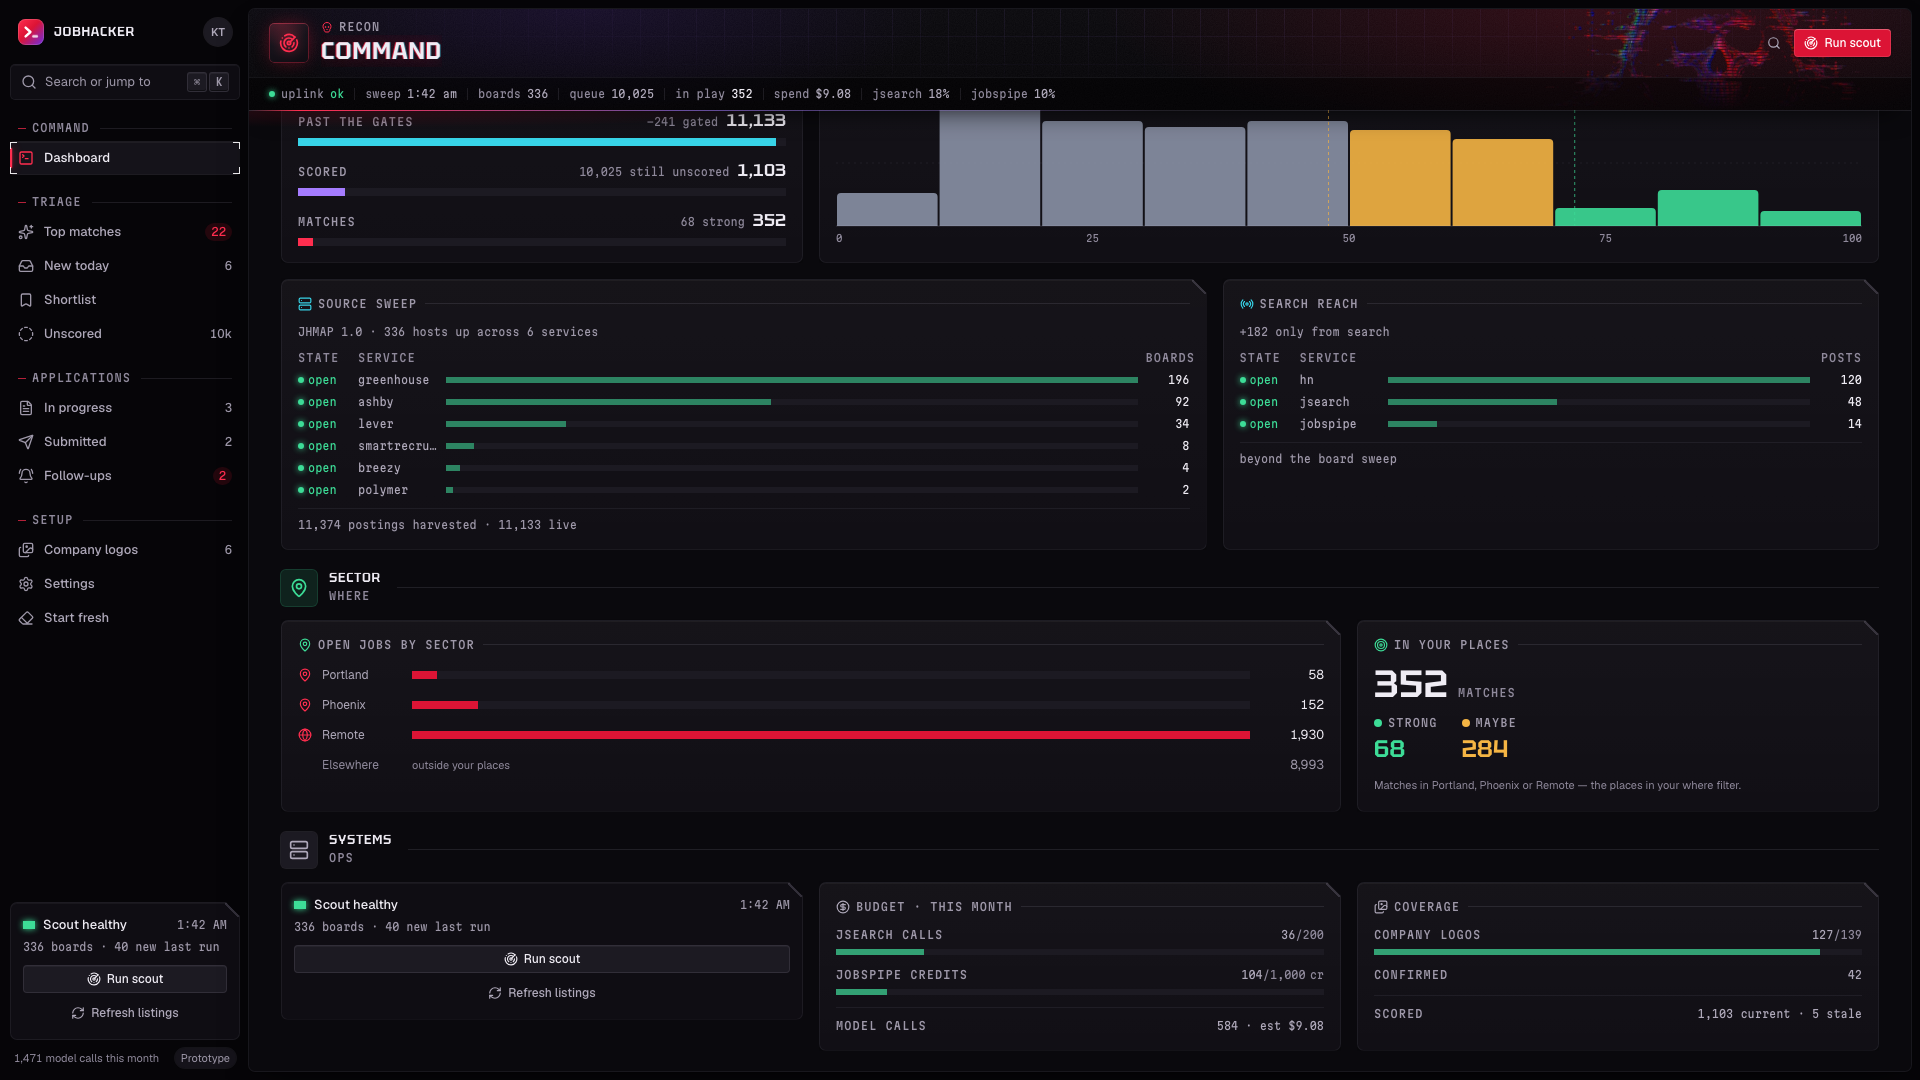 JOBHACKER
KT
Search or jump to
⌘ K
COMMAND
Dashboard
TRIAGE
Top matches 22
New today 6
Shortlist
Unscored 10k
APPLICATIONS
In progress 3
Submitted 2
Follow-ups 2
SETUP
Company logos 6
Settings
Start fresh
Scout healthy 1:42 AM
336 boards · 40 new last run
Run scout
Refresh listings
1,471 model calls this month Prototype
RECON
COMMAND
Run scout
uplink ok sweep 1:42 am boards 336 queue 10,025 in play 352 spend $9.08 jsearch 18% jobspipe 10%
PAST THE GATES −241 gated 11,133
SCORED 10,025 still unscored 1,103
MATCHES 68 strong 352
0 25 50 75 100
SOURCE SWEEP
JHMAP 1.0 · 336 hosts up across 6 services
STATE SERVICE BOARDS
open greenhouse 196
open ashby 92
open lever 34
open smartrecru… 8
open breezy 4
open polymer 2
11,374 postings harvested · 11,133 live
SEARCH REACH
+182 only from search
STATE SERVICE POSTS
open hn 120
open jsearch 48
open jobspipe 14
beyond the board sweep
SECTOR
WHERE
OPEN JOBS BY SECTOR
Portland 58
Phoenix 152
Remote 1,930
Elsewhere outside your places 8,993
IN YOUR PLACES
352 MATCHES
STRONG MAYBE
68 284
Matches in Portland, Phoenix or Remote — the places in your where filter.
SYSTEMS
OPS
Scout healthy 1:42 AM
336 boards · 40 new last run
Run scout
Refresh listings
BUDGET · THIS MONTH
JSEARCH CALLS 36/200
JOBSPIPE CREDITS 104/1,000 cr
MODEL CALLS 584 · est $9.08
COVERAGE
COMPANY LOGOS 127/139
CONFIRMED 42
SCORED 1,103 current · 5 stale